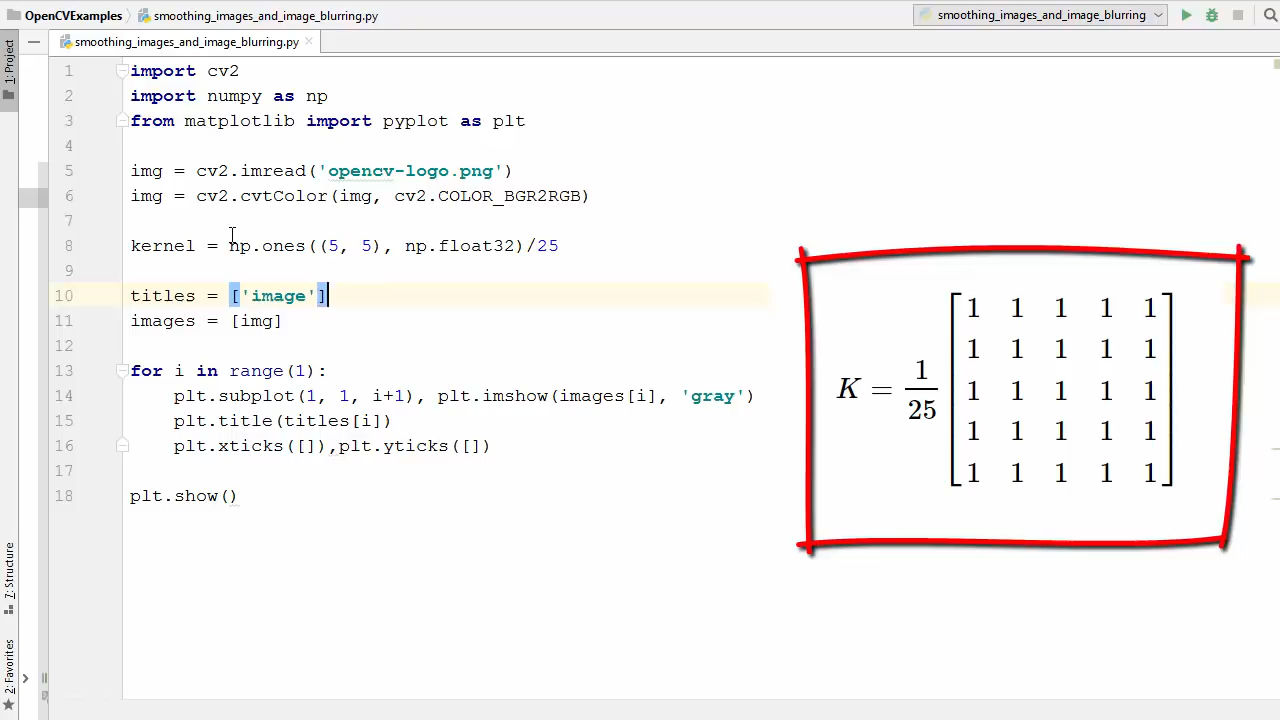 OpenCVExamples smoothing_images_and_image_blurring.py smoothing_images_and_image_blurring
1: Project
smoothing_images_and_image_blurring.py
1 import cv2
2 import numpy as np
3 from matplotlib import pyplot as plt
4
5 img = cv2.imread('opencv-logo.png')
6 img = cv2.cvtColor(img, cv2.COLOR_BGR2RGB)
7
8 kernel = np.ones((5, 5), np.float32)/25
9
10 titles = ['image']
11 images = [img]
12
13 for i in range(1):
14 plt.subplot(1, 1, i+1), plt.imshow(images[i], 'gray')
15 plt.title(titles[i])
16 plt.xticks([]),plt.yticks([])
17
18 plt.show()
K = 1/25
1 1 1 1 1
1 1 1 1 1
1 1 1 1 1
1 1 1 1 1
1 1 1 1 1
7: Structure
2: Favorites